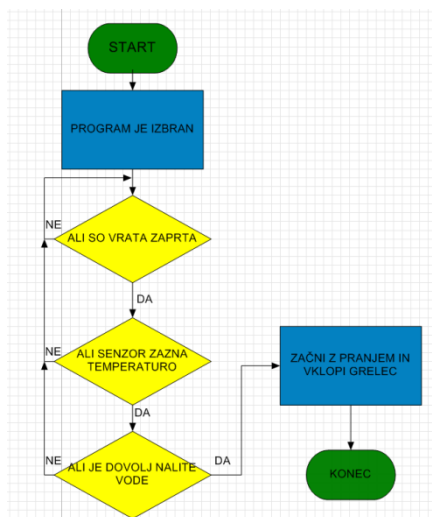 START
PROGRAM JE IZBRAN
NE
ALI SO VRATA ZAPRTA
DA
NE
ALI SENZOR ZAZNA
TEMPERATURO
DA
NE
ALI JE DOVOLJ NALITE
VODE
DA
ZAČNI Z PRANJEM IN
VKLOPI GRELEC
KONEC